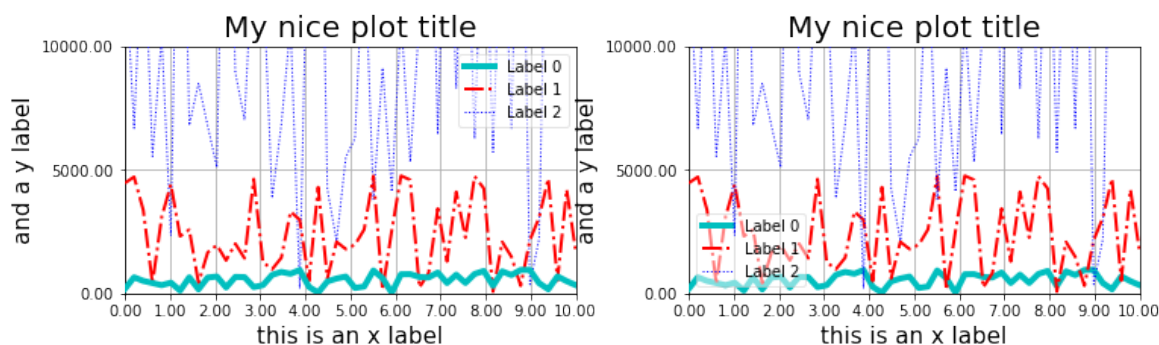 My nice plot title
10000.00
5000.00
0.00
and a y label
Label 0
Label 1
Label 2
0.00 1.00 2.00 3.00 4.00 5.00 6.00 7.00 8.00 9.00 10.00
this is an x label
My nice plot title
10000.00
5000.00
0.00
and a y label
Label 0
Label 1
Label 2
0.00 1.00 2.00 3.00 4.00 5.00 6.00 7.00 8.00 9.00 10.00
this is an x label